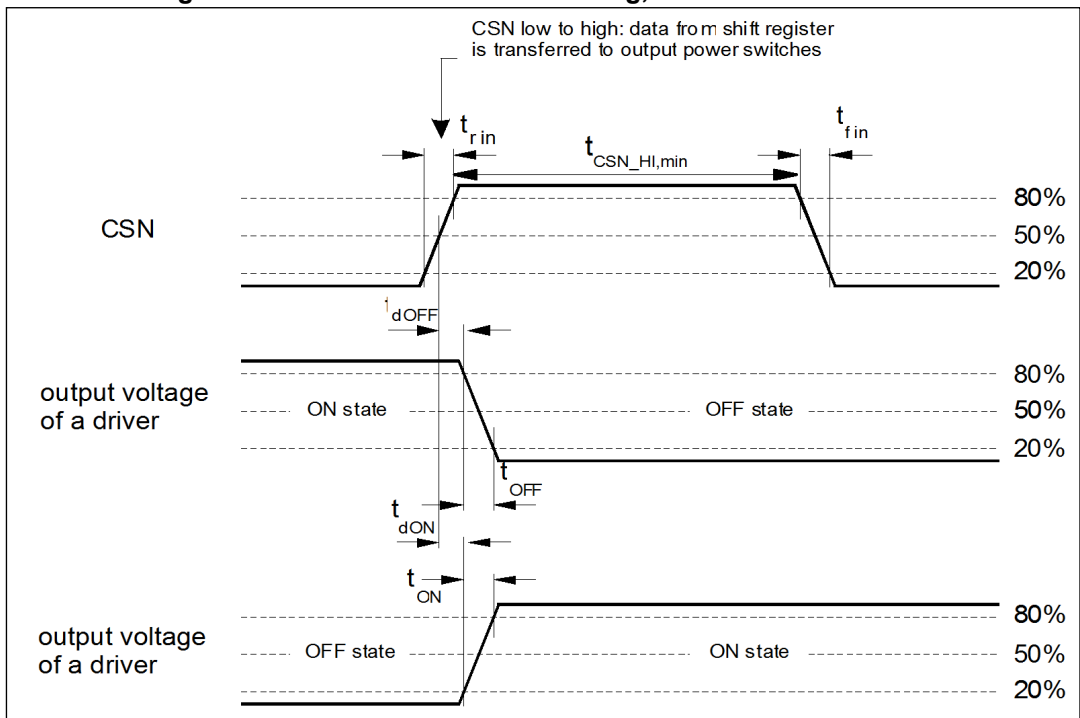 CSN low to high: data from shift register
is transferred to output power switches
t r in
t CSN_HI,min
t f in
CSN
80%
50%
20%
t dOFF
output voltage
of a driver
ON state
OFF state
80%
50%
20%
t OFF
t dON
t ON
output voltage
of a driver
OFF state
ON state
80%
50%
20%